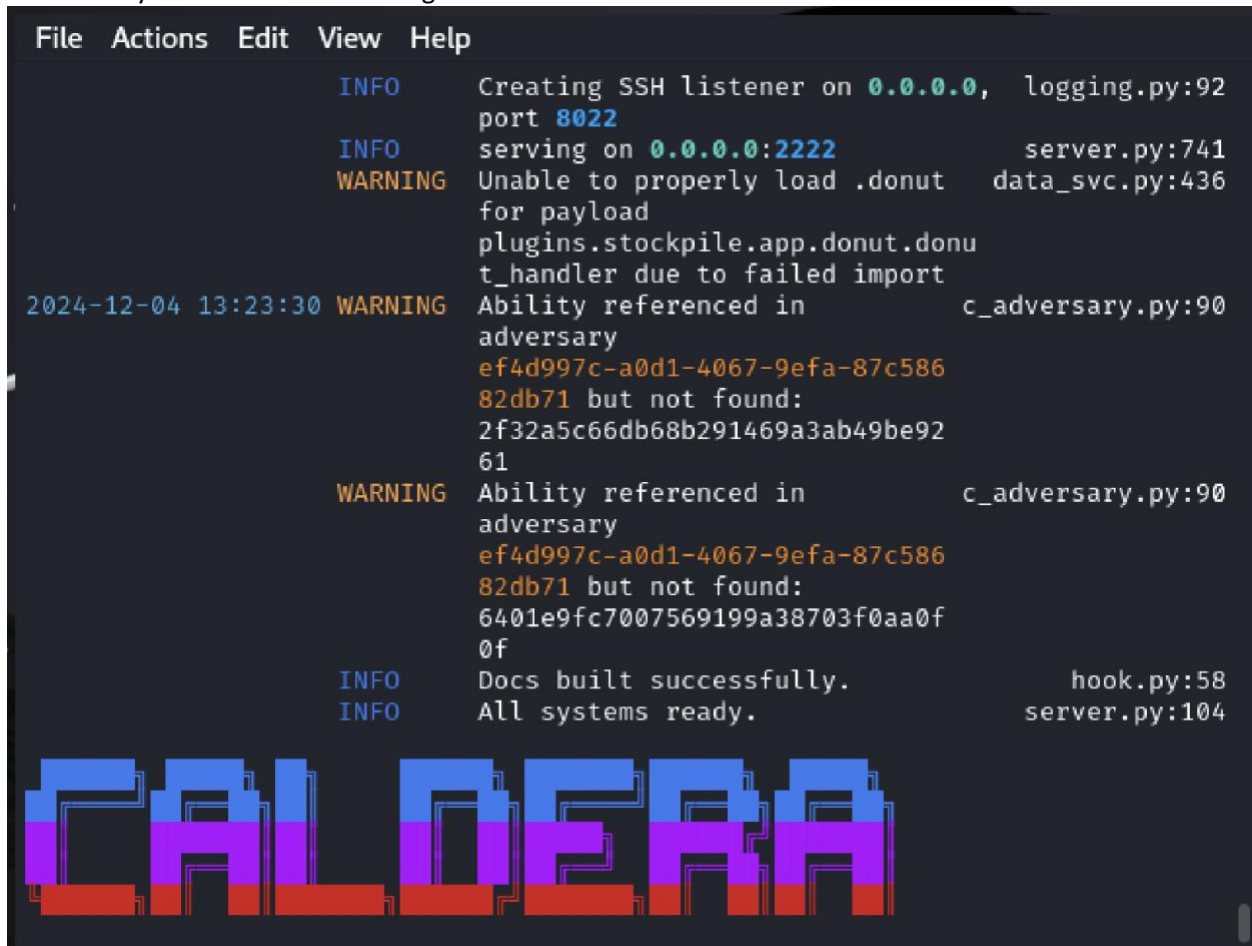 File Actions Edit View Help
INFO Creating SSH listener on 0.0.0.0, logging.py:92
port 8022
INFO serving on 0.0.0.0:2222 server.py:741
WARNING Unable to properly load .donut data_svc.py:436
for payload
plugins.stockpile.app.donut.donu
t_handler due to failed import
2024-12-04 13:23:30 WARNING Ability referenced in c_adversary.py:90
adversary
ef4d997c-a0d1-4067-9efa-87c586
82db71 but not found:
2f32a5c66db68b291469a3ab49be92
61
WARNING Ability referenced in c_adversary.py:90
adversary
ef4d997c-a0d1-4067-9efa-87c586
82db71 but not found:
6401e9fc7007569199a38703f0aa0f
0f
INFO Docs built successfully. hook.py:58
INFO All systems ready. server.py:104
CALDERA